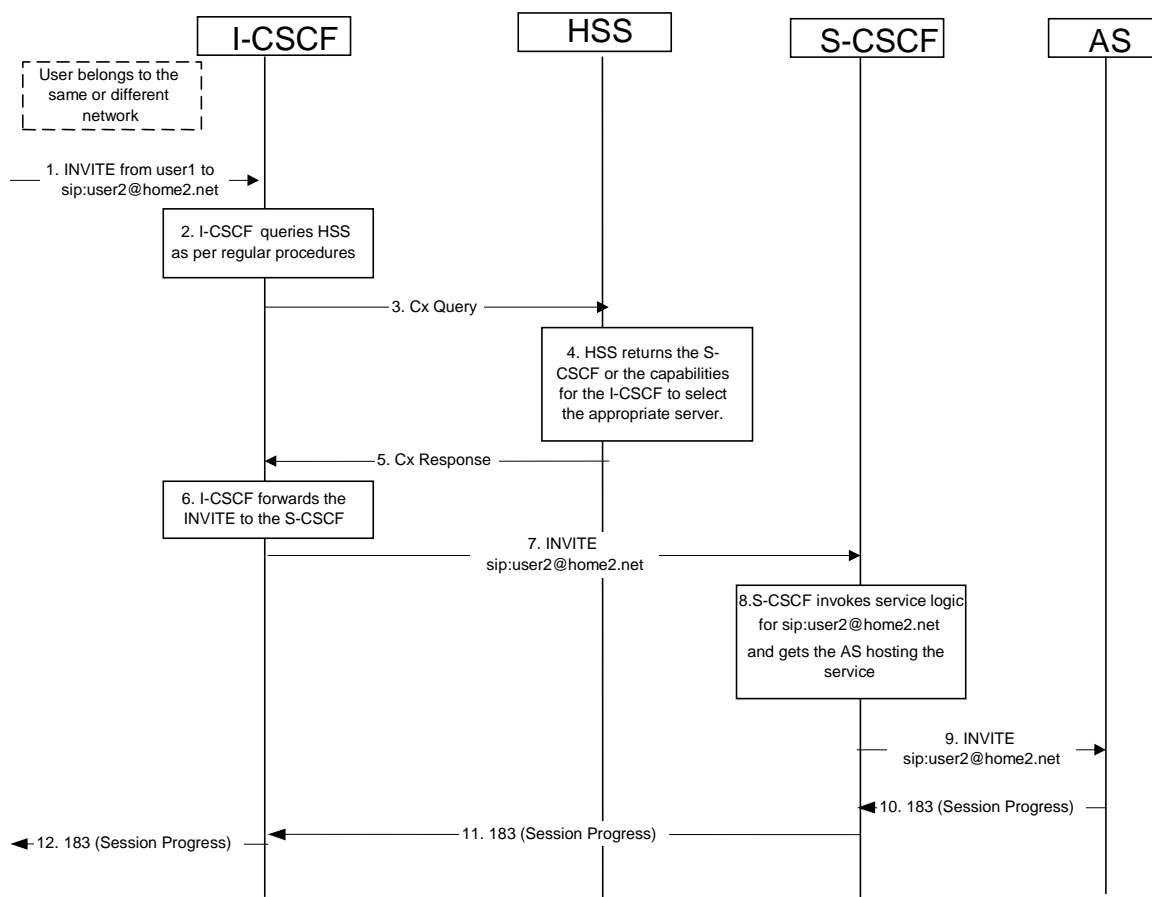 I-CSCF
HSS
S-CSCF
AS
User belongs to the
same or different
network
1. INVITE from user1 to
sip:user2@home2.net
2. I-CSCF queries HSS
as per regular procedures
3. Cx Query
4. HSS returns the S-
CSCF or the capabilities
for the I-CSCF to select
the appropriate server.
5. Cx Response
6. I-CSCF forwards the
INVITE to the S-CSCF
7. INVITE
sip:user2@home2.net
8.S-CSCF invokes service logic
for sip:user2@home2.net
and gets the AS hosting the
service
9. INVITE
sip:user2@home2.net
10. 183 (Session Progress)
11. 183 (Session Progress)
12. 183 (Session Progress)